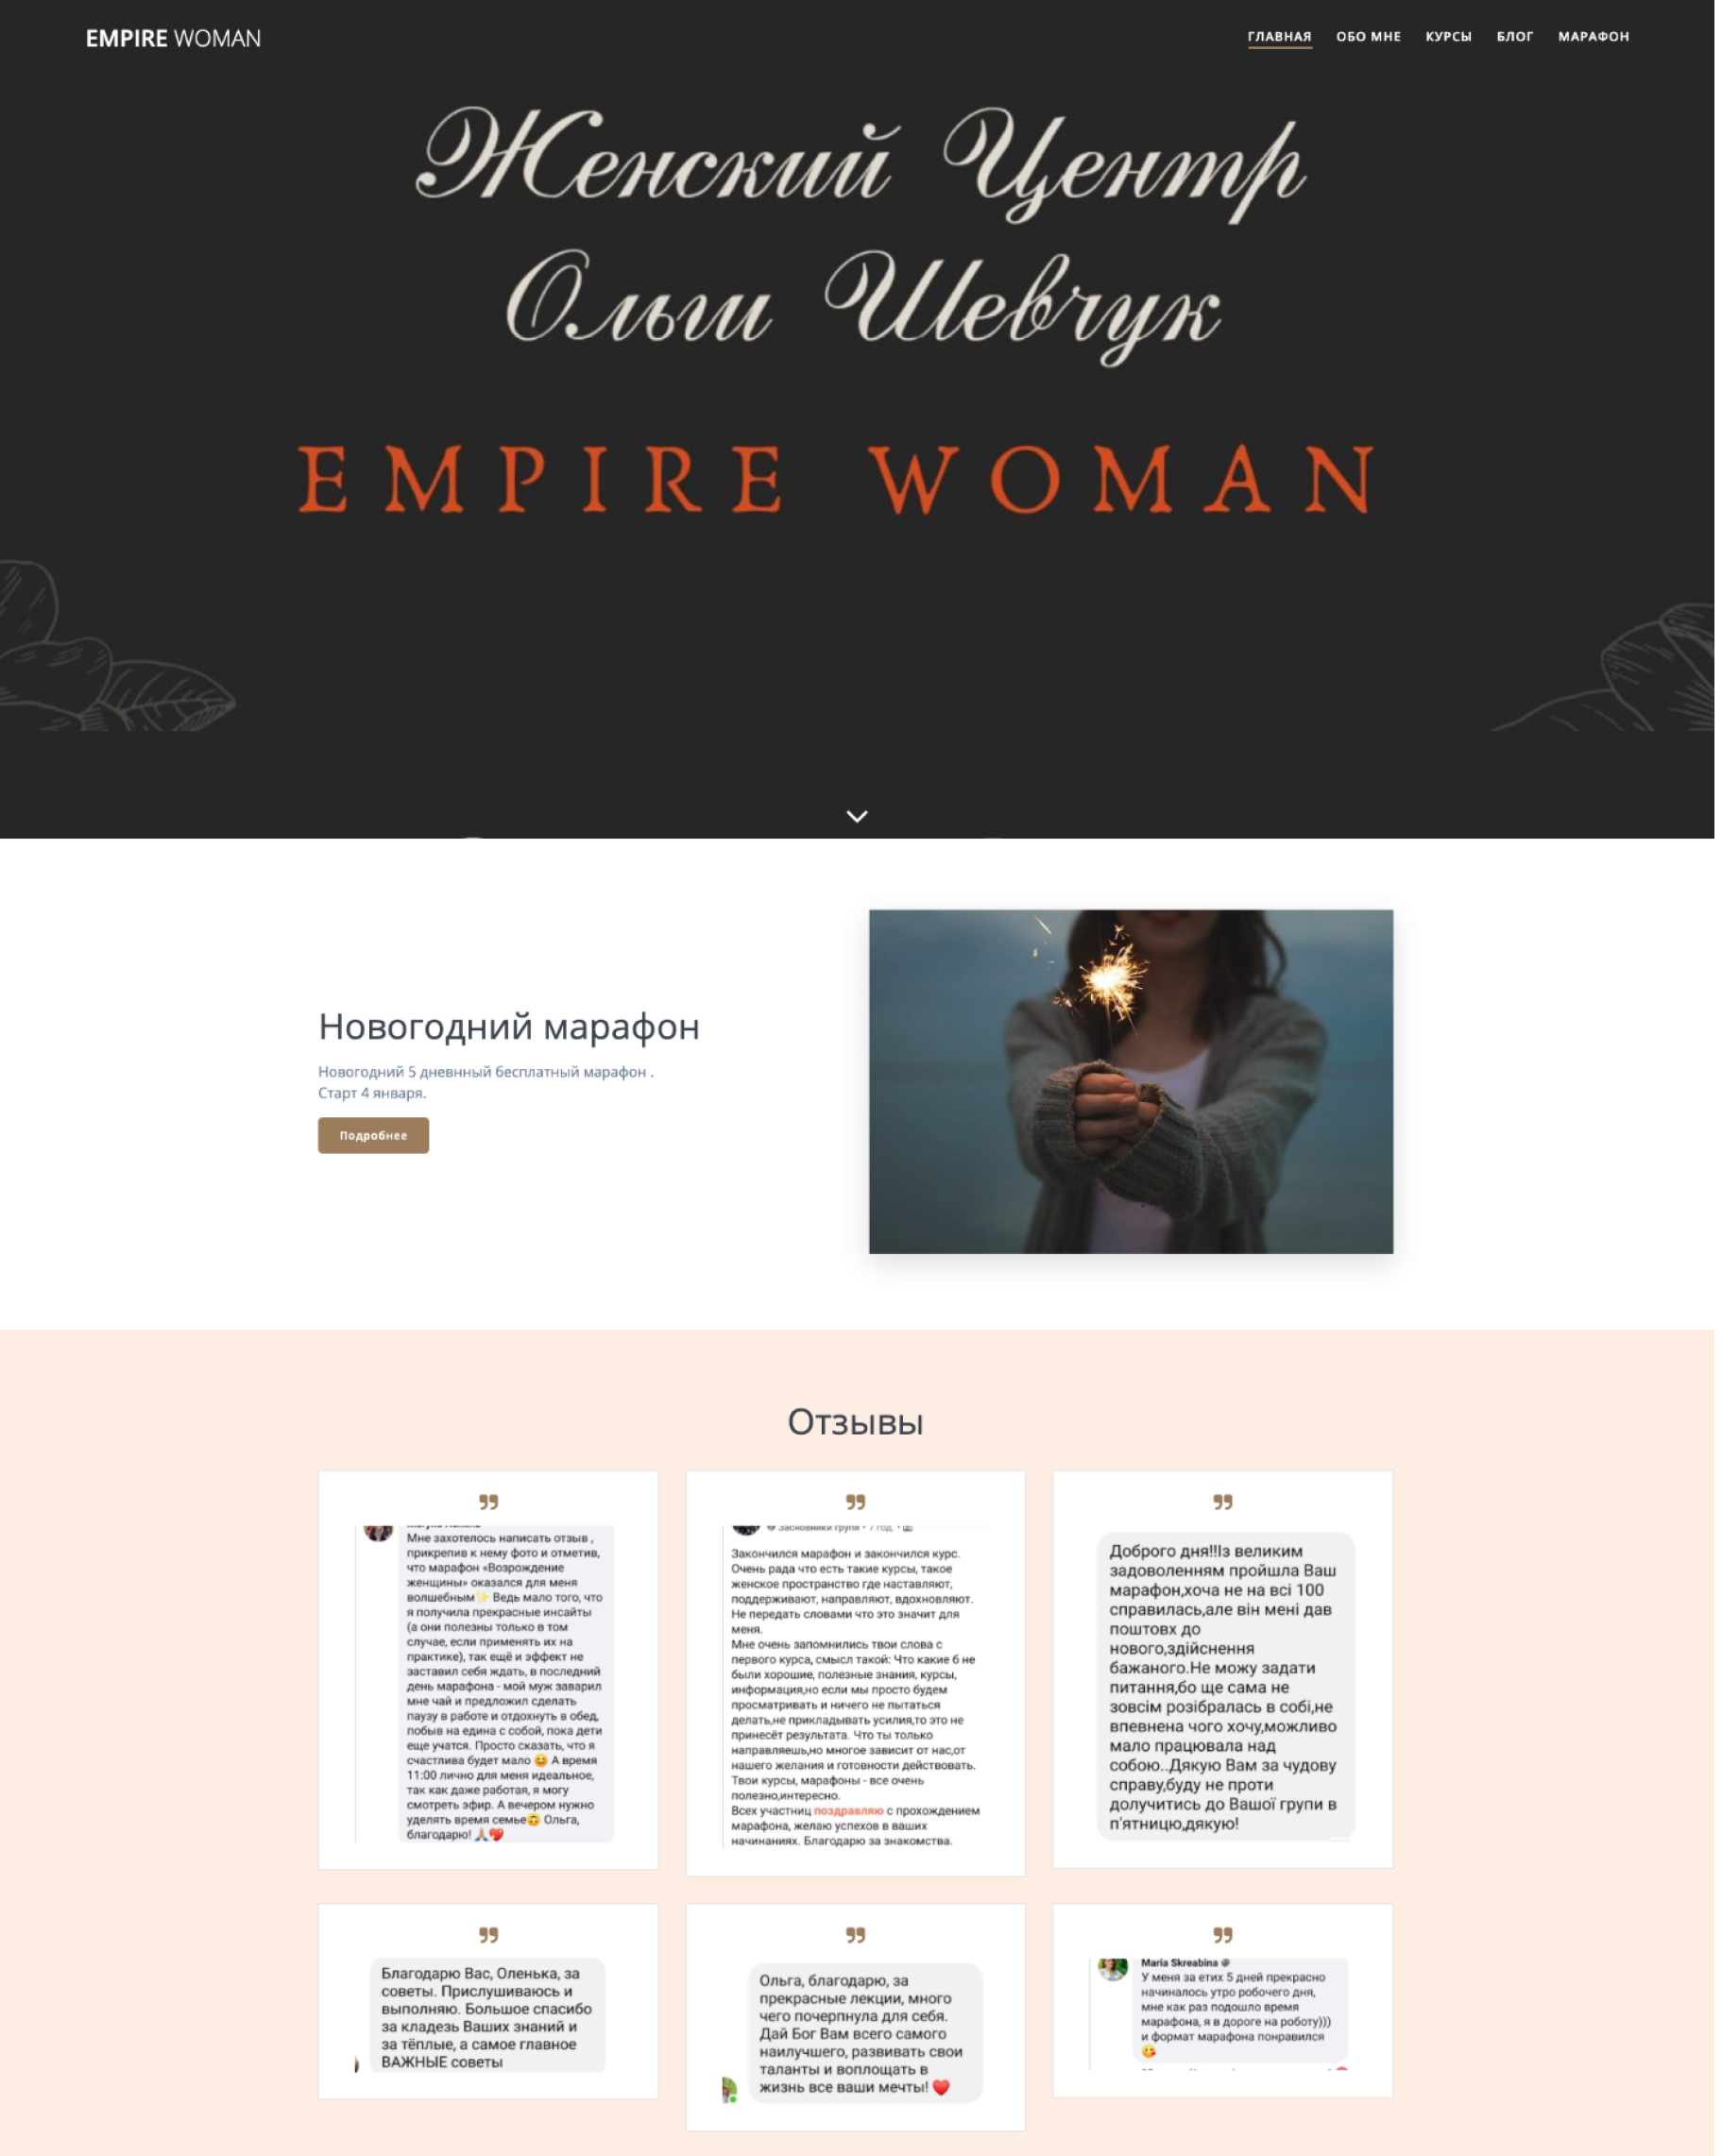 EMPIRE WOMAN
ГЛАВНАЯ ОБО МНЕ КУРСЫ БЛОГ МАРАФОН
Женский Центр
Ольги Шевчук
EMPIRE WOMAN
Новогодний марафон
Новогодний 5 дневнный бесплатный марафон .
Старт 4 января.
Подробнее
Отзывы
Мне захотелось написать отзыв ,
прикрепив к нему фото и отметив,
что марафон «Возрождение
женщины» оказался для меня
волшебным✨ Ведь мало того, что
я получила прекрасные инсайты
(а они полезны только в том
случае, если применять их на
практике), так ещё и эффект не
заставил себя ждать, в последний
день марафона - мой муж заварил
мне чай и предложил сделать
паузу в работе и отдохнуть в обед,
побыв на едина с собой, пока дети
еще учатся. Просто сказать, что я
счастлива будет мало 😄 А время
11:00 лично для меня идеальное,
так как даже работая, я могу
смотреть эфир. А вечером нужно
уделять время семье🙃 Ольга,
благодарю! 🙏💖
Засновники групи • 7 год. •
Закончился марафон и закончился курс.
Очень рада что есть такие курсы, такое
женское пространство где наставляют,
поддерживают, направляют, вдохновляют.
Не передать словами что это значит для
меня.
Мне очень запомнились твои слова с
первого курса, смысл такой: Что какие б не
были хорошие, полезные знания, курсы,
информация,но если мы просто будем
просматривать и ничего не пытаться
делать,не прикладывать усилия,то это не
принесёт результата. Что ты только
направляешь,но многое зависит от нас,от
нашего желания и готовности действовать.
Твои курсы, марафоны - все очень
полезно,интересно.
Всех участниц поздравляю с прохождением
марафона, желаю успехов в ваших
начинаниях. Благодарю за знакомства.
Доброго дня!!Із великим
задоволенням пройшла Ваш
марафон,хоча не на всі 100
справилась,але він мені дав
поштовх до
нового,здійснення
бажаного.Не можу задати
питання,бо ще сама не
зовсім розібралась в собі,не
впевнена чого хочу,можливо
мало працювала над
собою..Дякую Вам за чудову
справу,буду не проти
долучитись до Вашої групи в
п'ятницю,дякую!
Благодарю Вас, Оленька, за
советы. Прислушиваюсь и
выполняю. Большое спасибо
за кладезь Ваших знаний и
за тёплые, а самое главное
ВАЖНЫЕ советы
Ольга, благодарю, за
прекрасные лекции, много
чего почерпнула для себя.
Дай Бог Вам всего самого
наилучшего, развивать свои
таланты и воплощать в
жизнь все ваши мечты! ❤️
Maria Skreabina
У меня за етих 5 дней прекрасно
начиналось утро робочего дня,
мне как раз подошло время
марафона, я в дороге на роботу)))
и формат марафона понравился
🥰